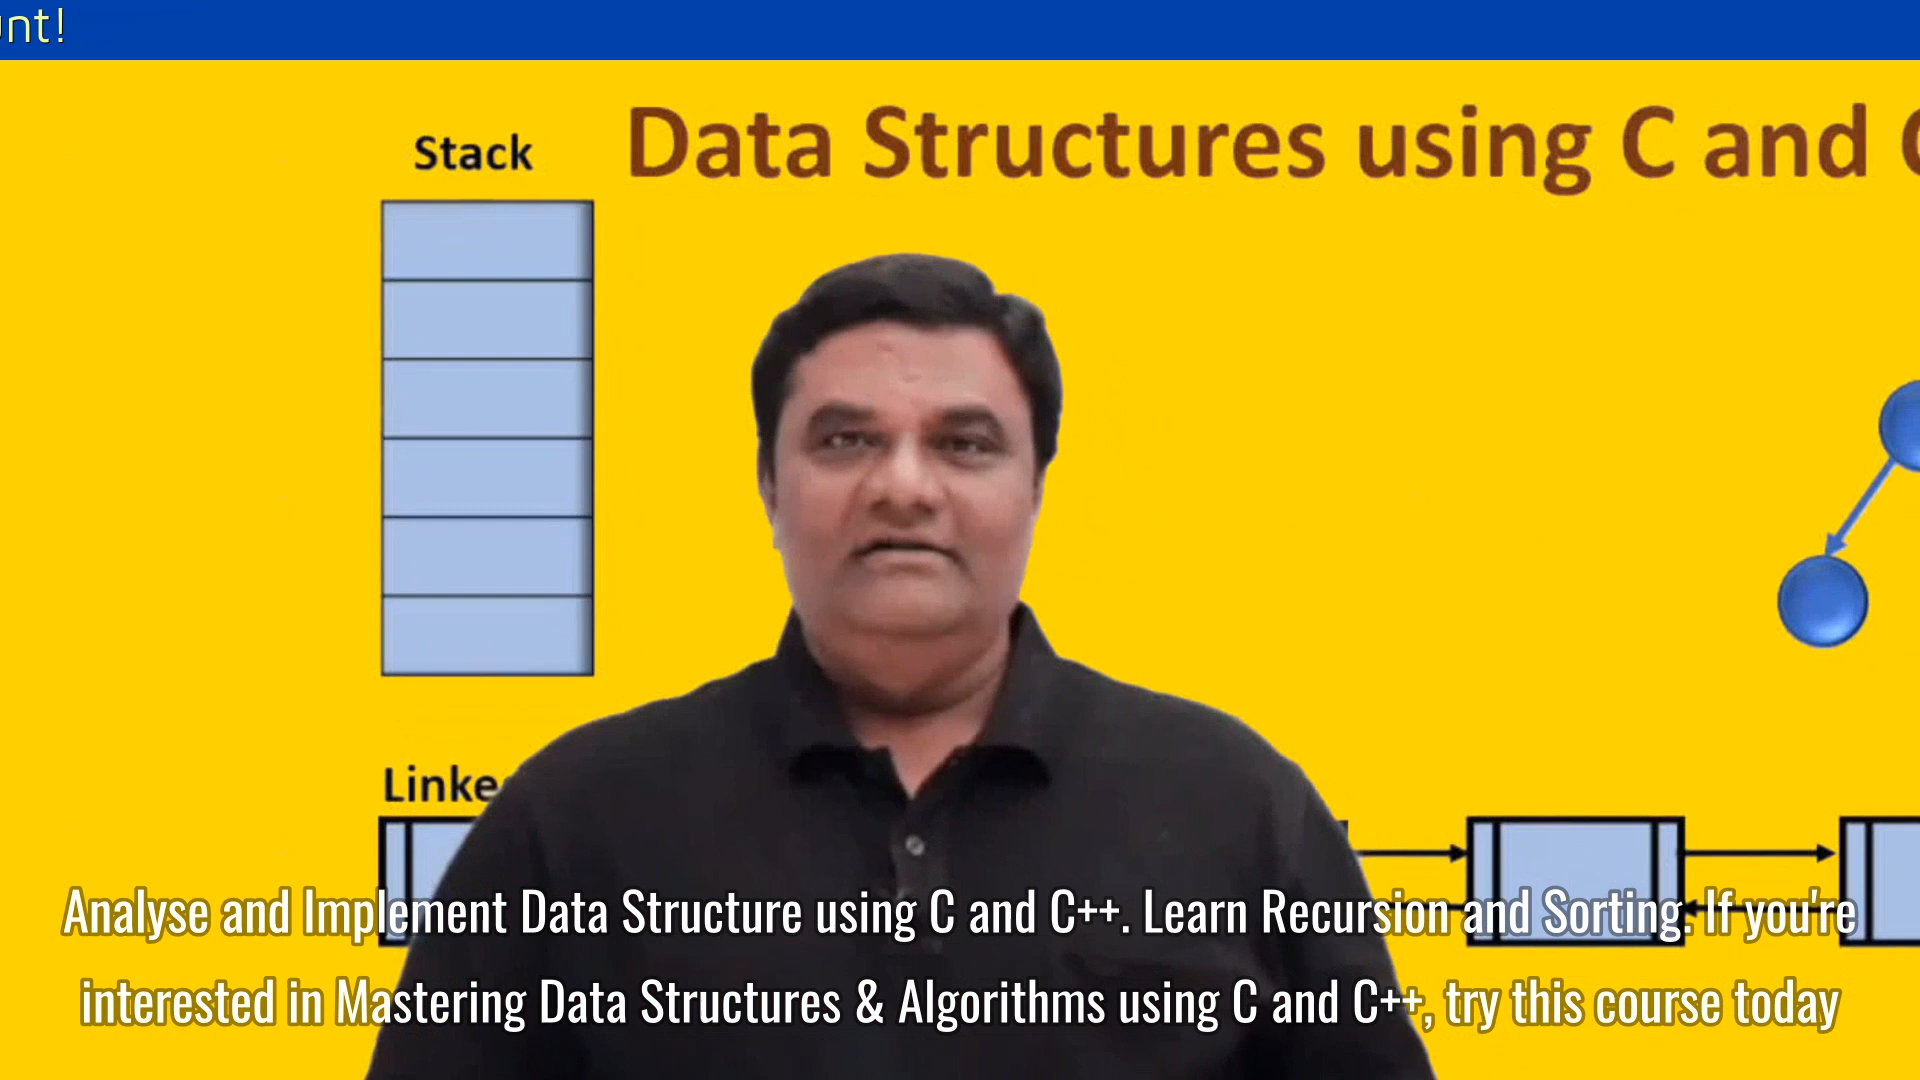 unt!
Stack
Data Structures using C and
Linke
Analyse and Implement Data Structure using C and C++. Learn Recursion and Sorting. If you're
interested in Mastering Data Structures & Algorithms using C and C++, try this course today